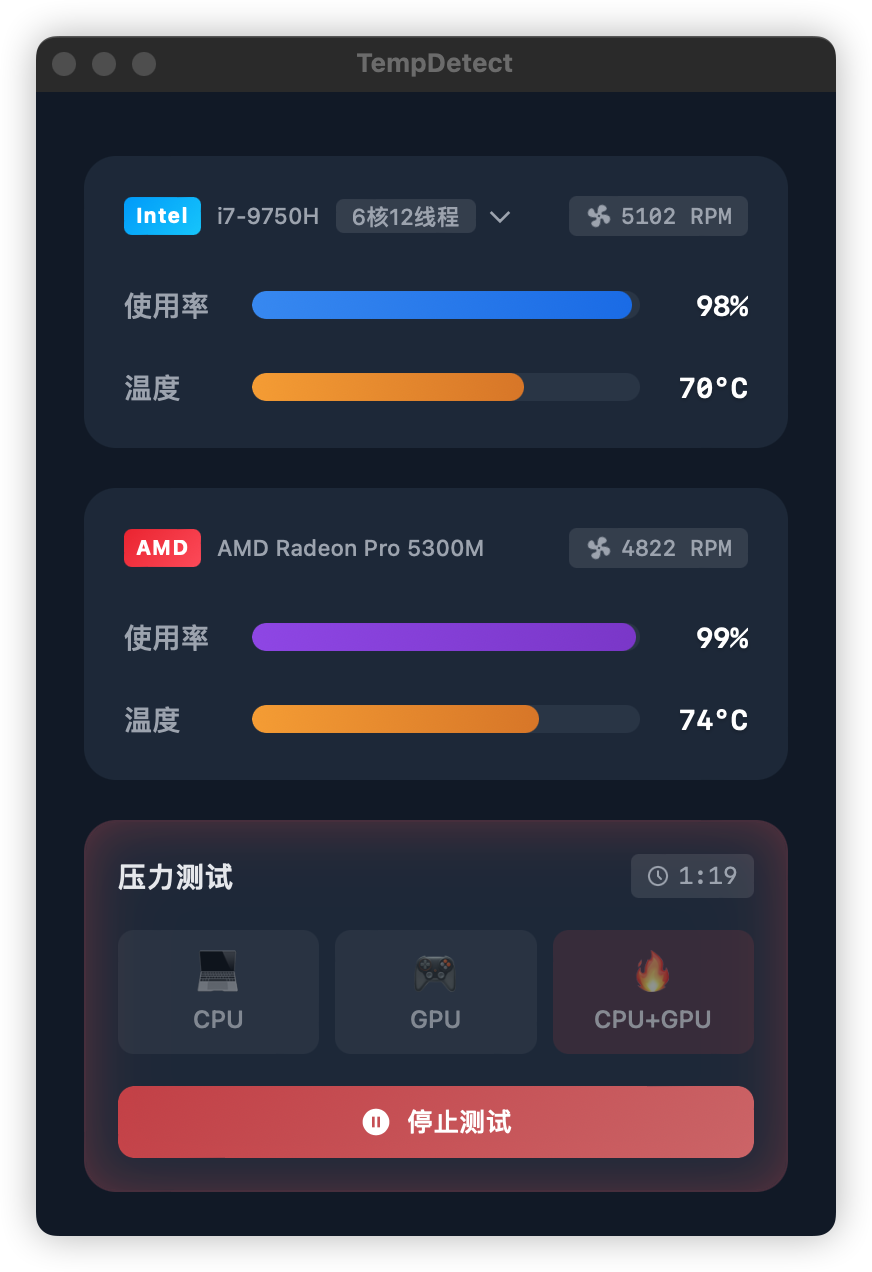 TempDetect
Intel i7-9750H 6核12线程 5102 RPM
使用率 98%
温度 70°C
AMD AMD Radeon Pro 5300M 4822 RPM
使用率 99%
温度 74°C
压力测试 1:19
CPU GPU CPU+GPU
停止测试